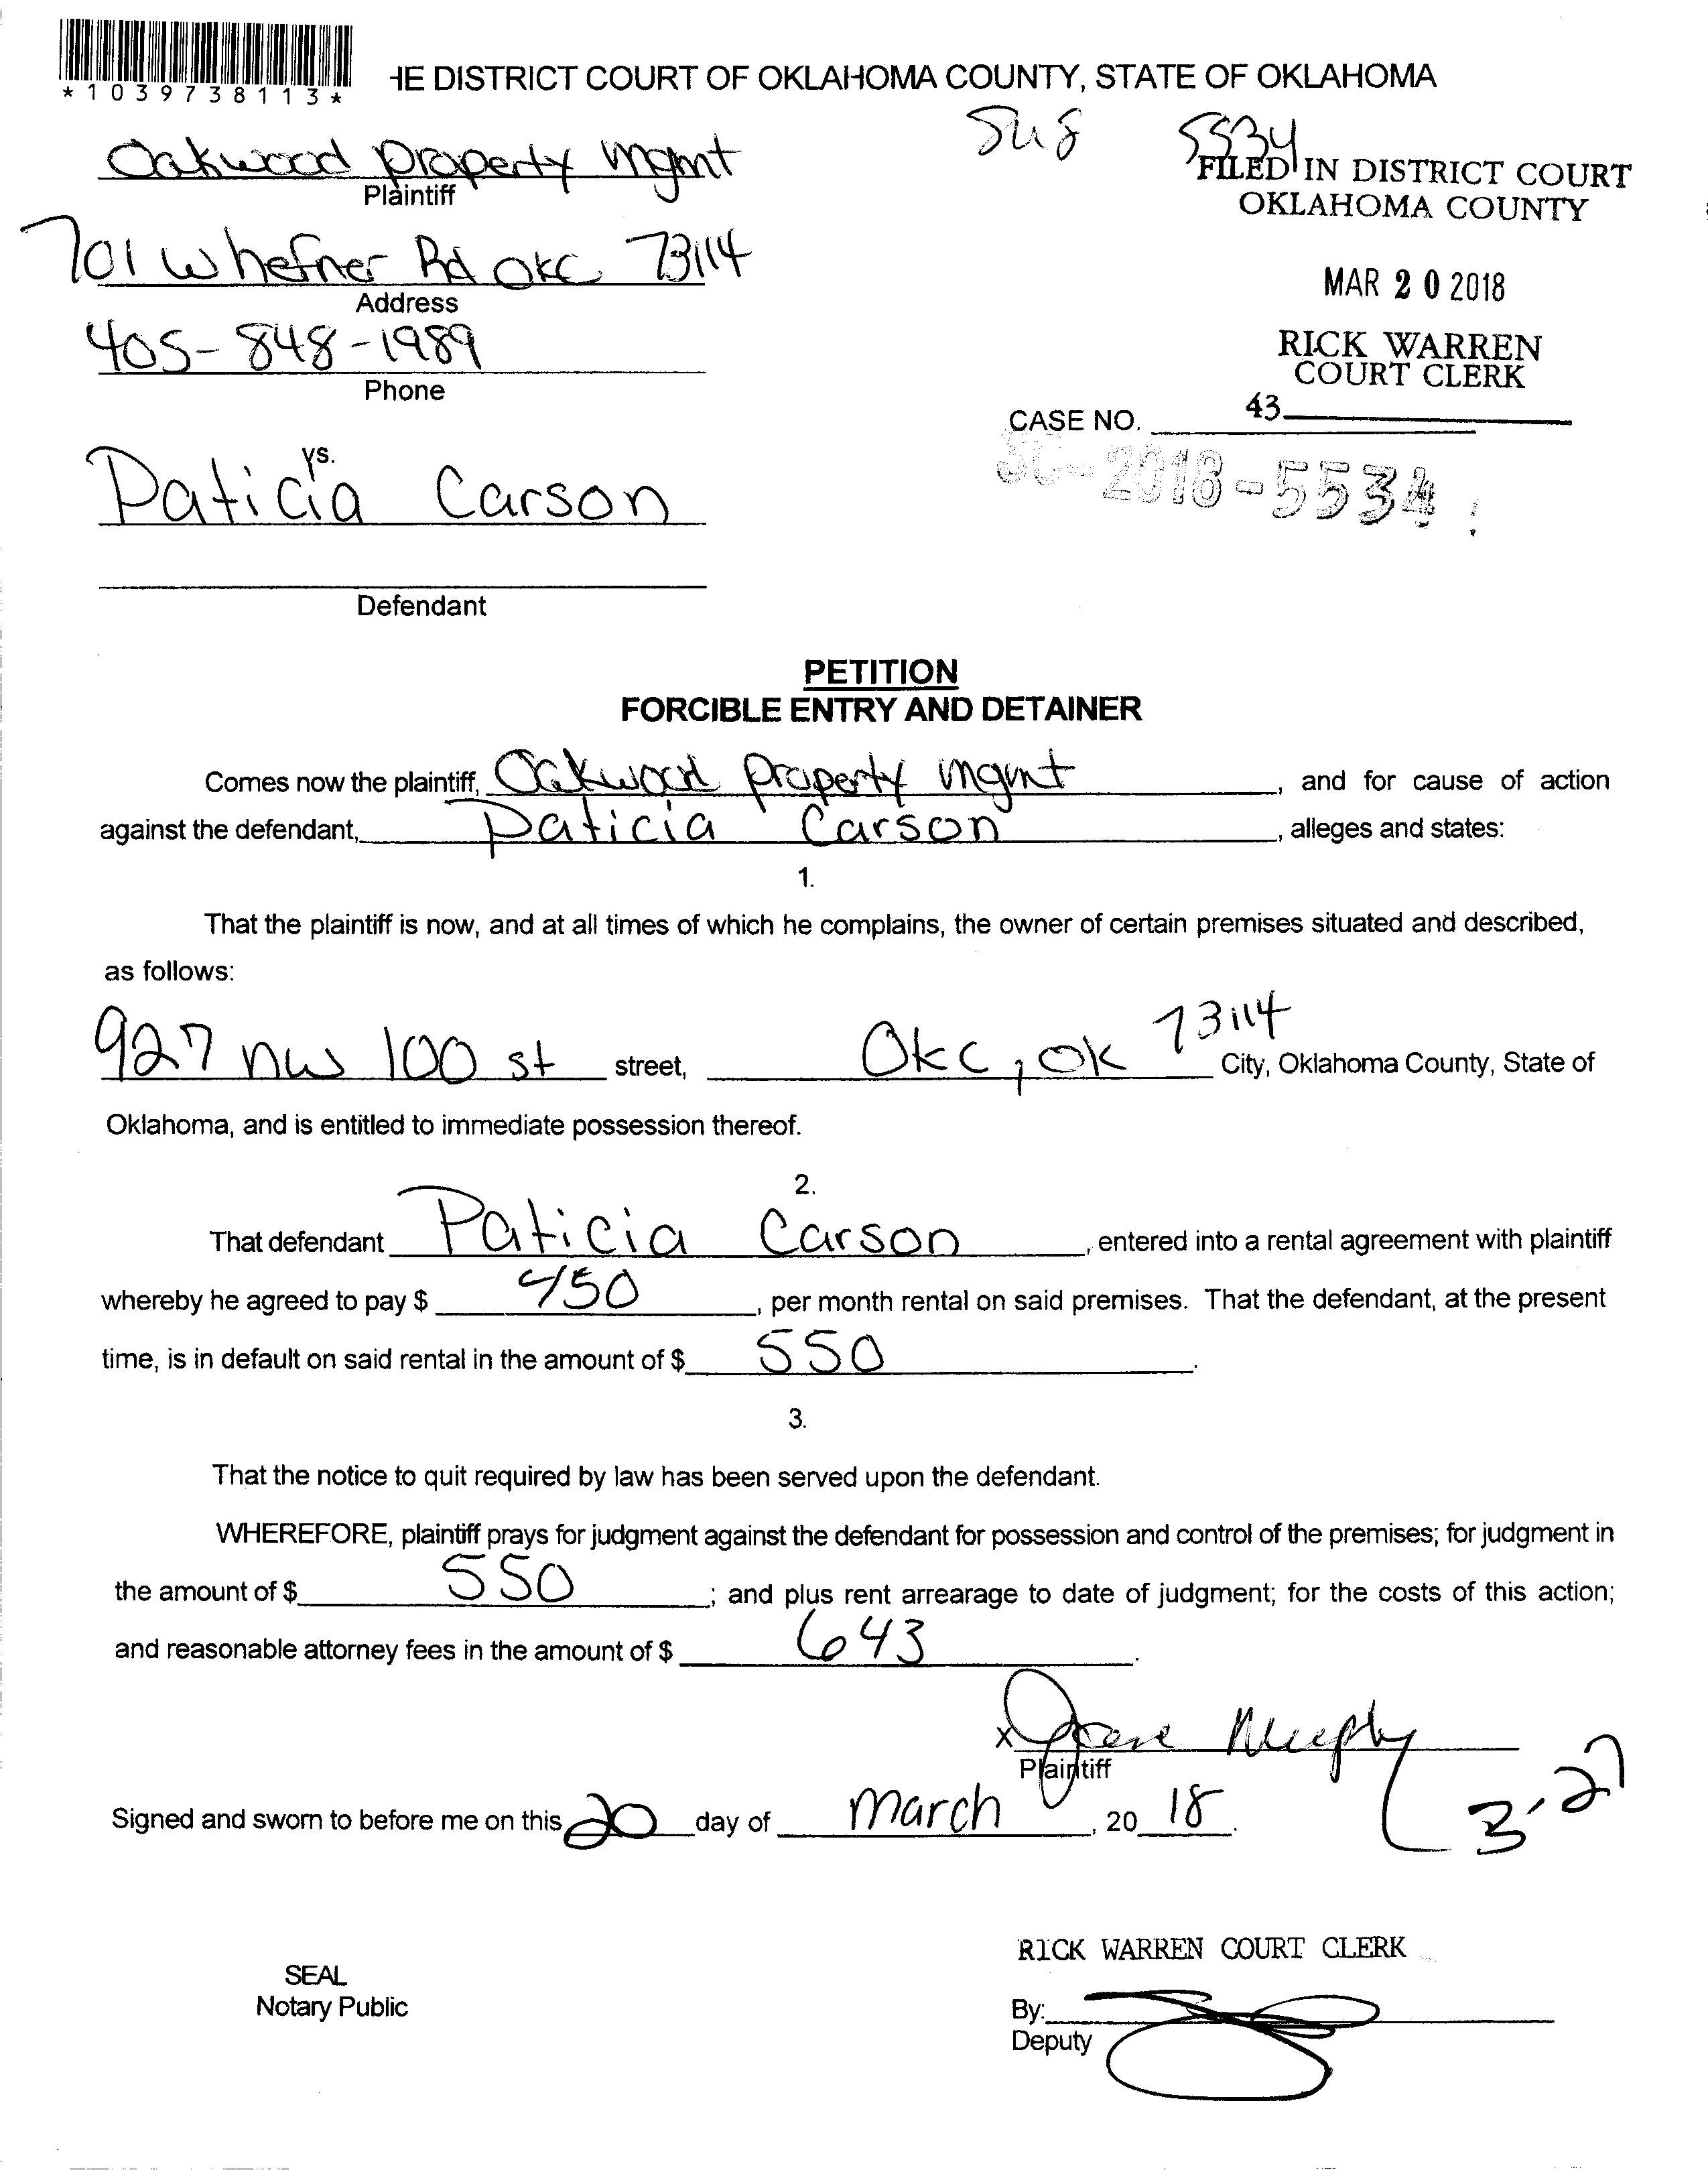 *1039738113*
HE DISTRICT COURT OF OKLAHOMA COUNTY, STATE OF OKLAHOMA
5534
Oakwood property mgmt
Plaintiff
FILED IN DISTRICT COURT
OKLAHOMA COUNTY
701 W hefner Rd OKC 73114
Address
MAR 20 2018
405-848-1989
Phone
RICK WARREN
COURT CLERK
43
CASE NO.
SC-2018-5534
vs.
Paticia Carson
Defendant
PETITION
FORCIBLE ENTRY AND DETAINER
Comes now the plaintiff, Oakwood property mgmt, and for cause of action
against the defendant, Paticia Carson, alleges and states:
1.
That the plaintiff is now, and at all times of which he complains, the owner of certain premises situated and described,
as follows:
927 nw 100 st street, OKC, OK 73114 City, Oklahoma County, State of
Oklahoma, and is entitled to immediate possession thereof.
2.
That defendant Paticia Carson, entered into a rental agreement with plaintiff
whereby he agreed to pay $ 450, per month rental on said premises. That the defendant, at the present
time, is in default on said rental in the amount of $ 550.
3.
That the notice to quit required by law has been served upon the defendant.
WHEREFORE, plaintiff prays for judgment against the defendant for possession and control of the premises; for judgment in
the amount of $ 550; and plus rent arrearage to date of judgment; for the costs of this action;
and reasonable attorney fees in the amount of $ 643.
x
Plaintiff
3-27
Signed and sworn to before me on this 20 day of march, 20 18.
RICK WARREN COURT CLERK
SEAL
Notary Public
By:
Deputy